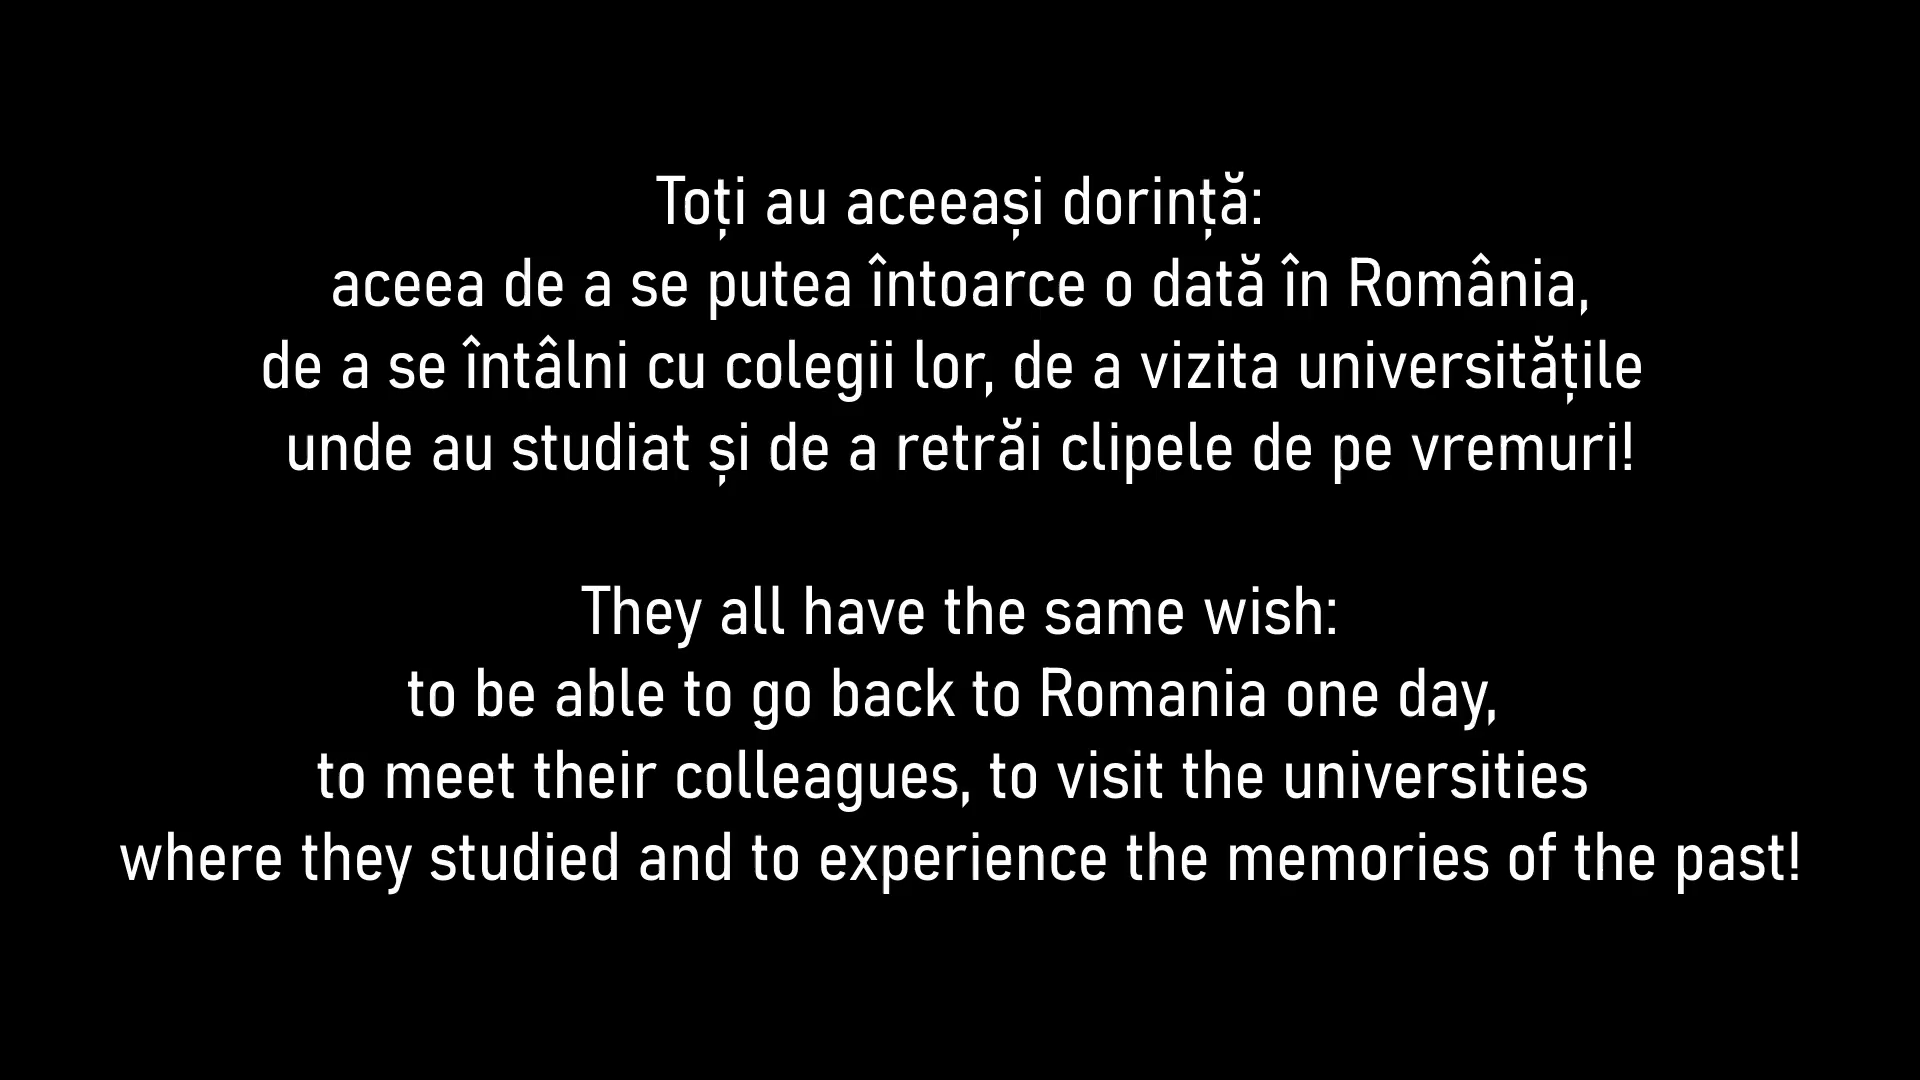 Toți au aceeași dorință:
aceea de a se putea întoarce o dată în România,
de a se întâlni cu colegii lor, de a vizita universitățile
unde au studiat și de a retrăi clipele de pe vremuri!
They all have the same wish:
to be able to go back to Romania one day,
to meet their colleagues, to visit the universities
where they studied and to experience the memories of the past!